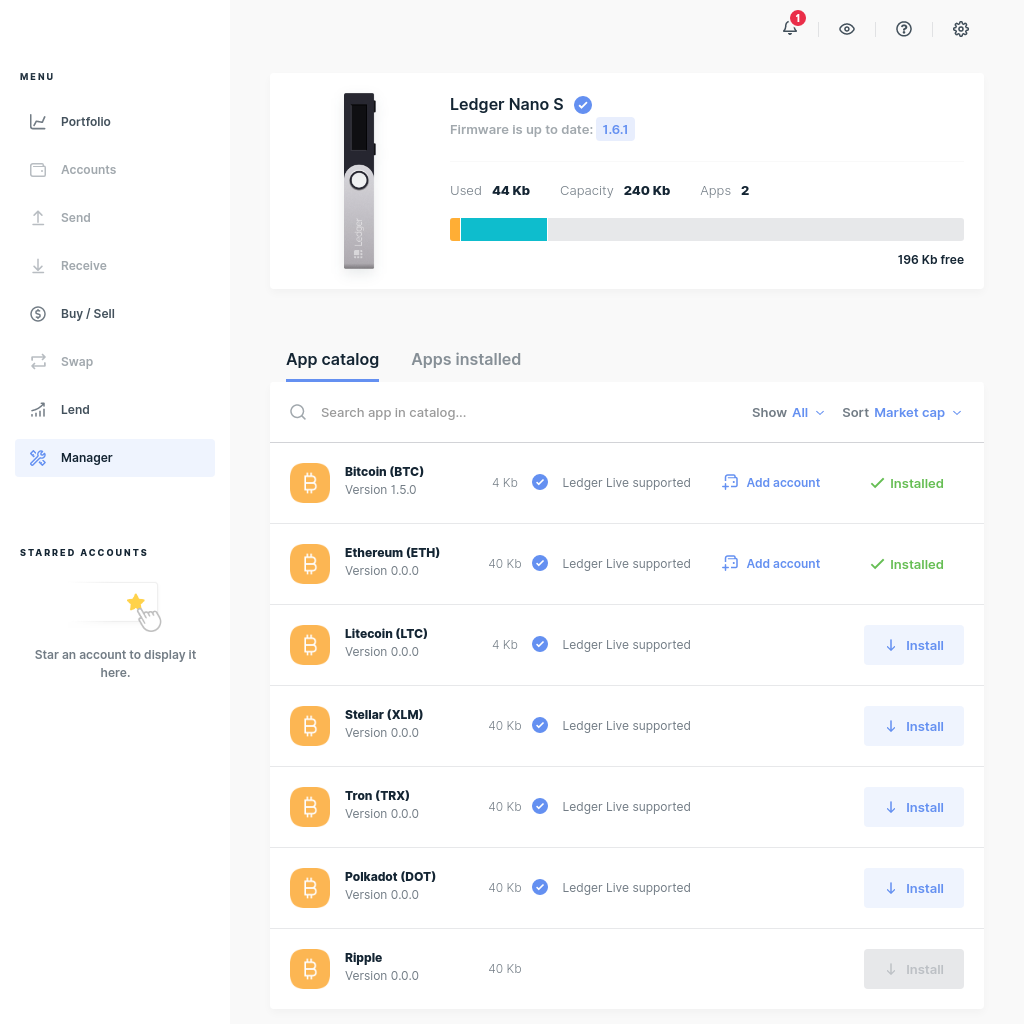 1
MENU
Portfolio
Accounts
Send
Receive
Buy / Sell
Swap
Lend
Manager
STARRED ACCOUNTS
Star an account to display it
here.
Ledger
Ledger Nano S
Firmware is up to date: 1.6.1
Used 44 Kb Capacity 240 Kb Apps 2
196 Kb free
App catalog Apps installed
Search app in catalog... Show All Sort Market cap
Bitcoin (BTC)
Version 1.5.0
4 Kb Ledger Live supported Add account Installed
Ethereum (ETH)
Version 0.0.0
40 Kb Ledger Live supported Add account Installed
Litecoin (LTC)
Version 0.0.0
4 Kb Ledger Live supported Install
Stellar (XLM)
Version 0.0.0
40 Kb Ledger Live supported Install
Tron (TRX)
Version 0.0.0
40 Kb Ledger Live supported Install
Polkadot (DOT)
Version 0.0.0
40 Kb Ledger Live supported Install
Ripple
Version 0.0.0
40 Kb Install